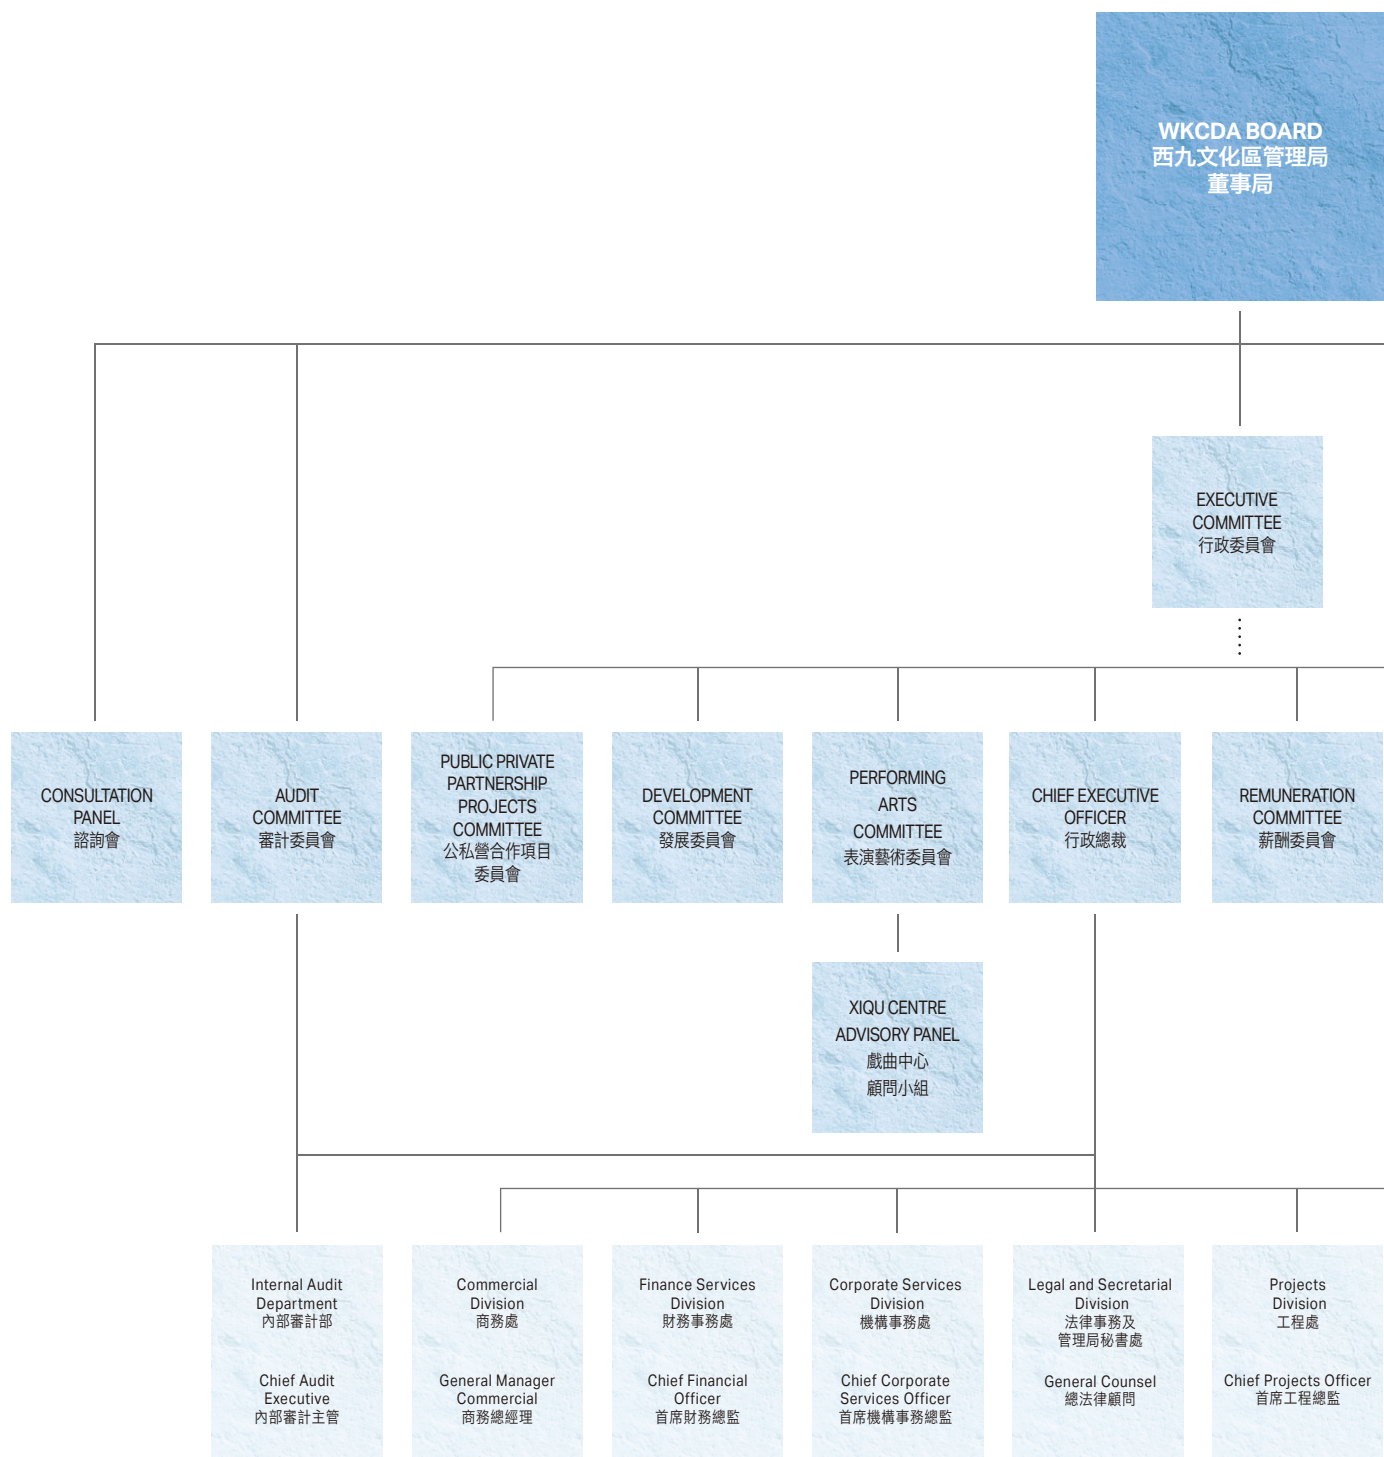 WKCDA BOARD
西九文化區管理局
董事局
EXECUTIVE
COMMITTEE
行政委員會
CONSULTATION
PANEL
諮詢會
AUDIT
COMMITTEE
審計委員會
PUBLIC PRIVATE
PARTNERSHIP
PROJECTS
COMMITTEE
公私營合作項目
委員會
DEVELOPMENT
COMMITTEE
發展委員會
PERFORMING
ARTS
COMMITTEE
表演藝術委員會
CHIEF EXECUTIVE
OFFICER
行政總裁
REMUNERATION
COMMITTEE
薪酬委員會
XIQU CENTRE
ADVISORY PANEL
戲曲中心
顧問小組
Internal Audit
Department
內部審計部
Chief Audit
Executive
內部審計主管
Commercial
Division
商務處
General Manager
Commercial
商務總經理
Finance Services
Division
財務事務處
Chief Financial
Officer
首席財務總監
Corporate Services
Division
機構事務處
Chief Corporate
Services Officer
首席機構事務總監
Legal and Secretarial
Division
法律事務及
管理局秘書處
General Counsel
總法律顧問
Projects
Division
工程處
Chief Projects Officer
首席工程總監